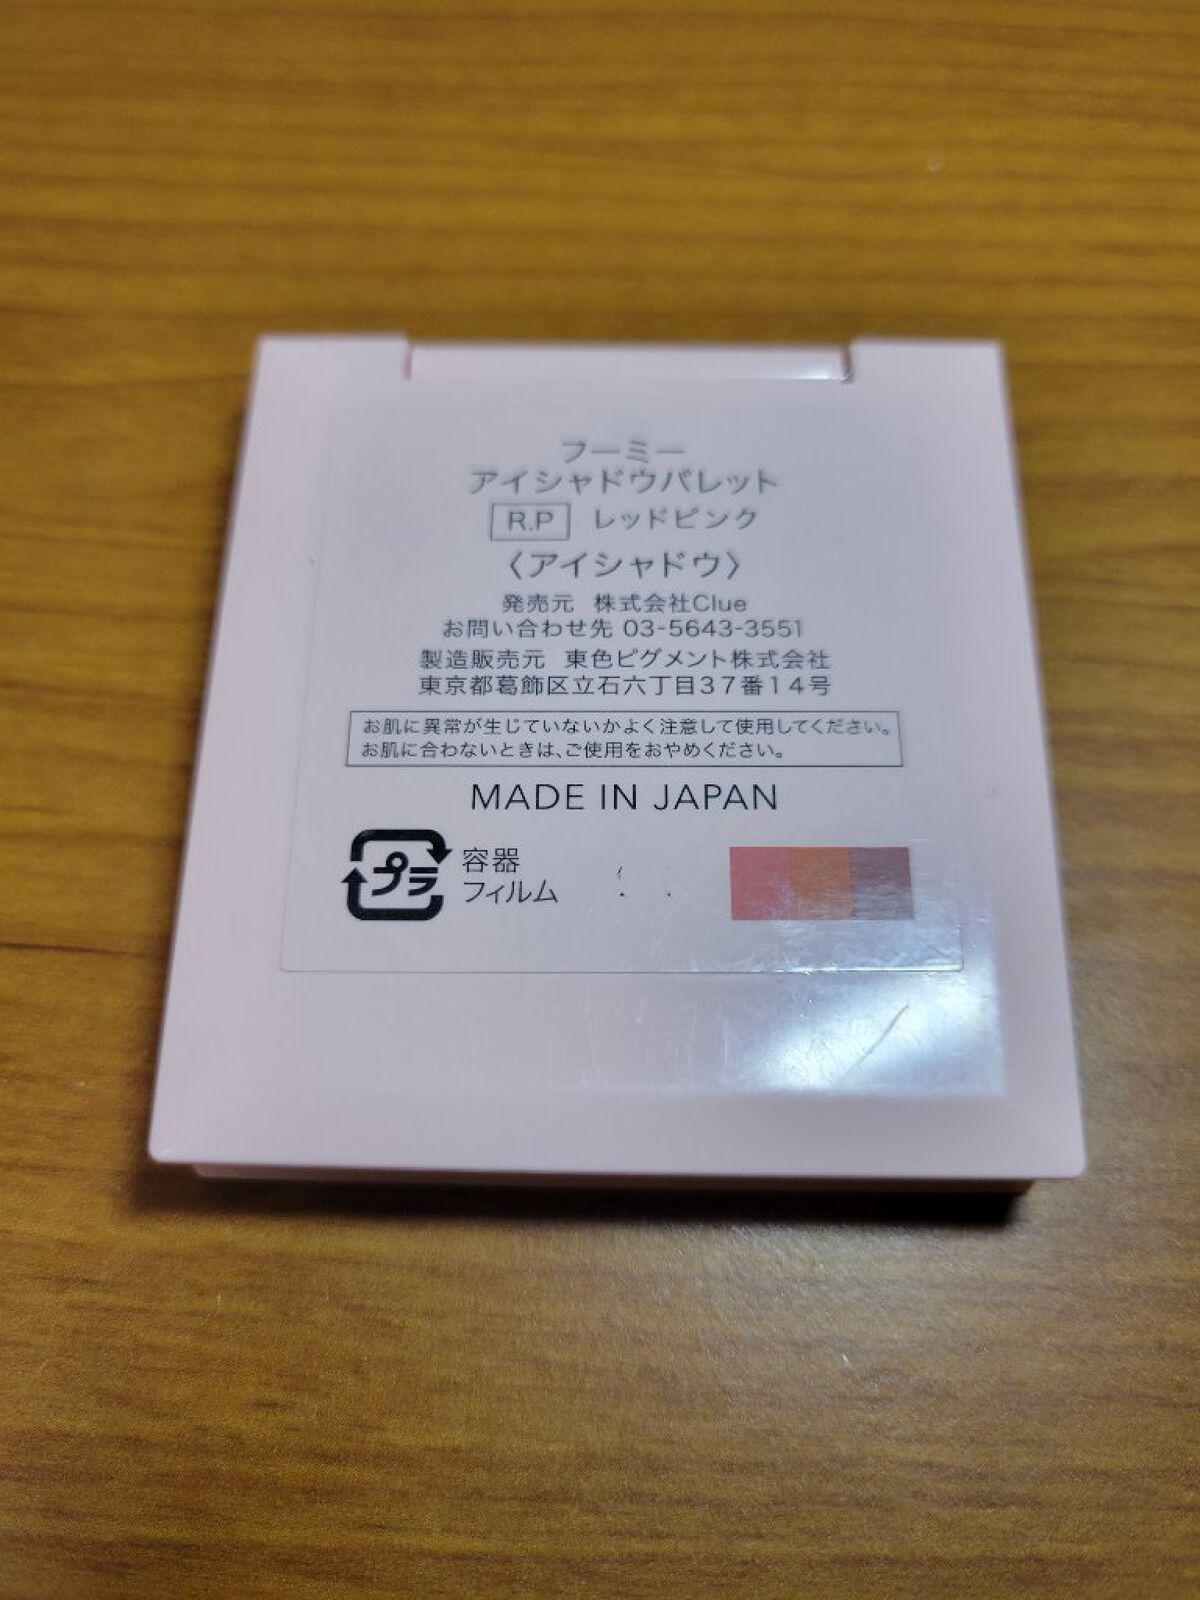 フーミー
アイシャドウパレット
R.P レッドピンク
〈アイシャドウ〉
発売元 株式会社Clue
お問い合わせ先 03-5643-3551
製造販売元 東色ピグメント株式会社
東京都葛飾区立石六丁目37番14号
お肌に異常が生じていないかよく注意して使用してください。
お肌に合わないときは、ご使用をおやめください。
MADE IN JAPAN
プラ 容器
フィルム